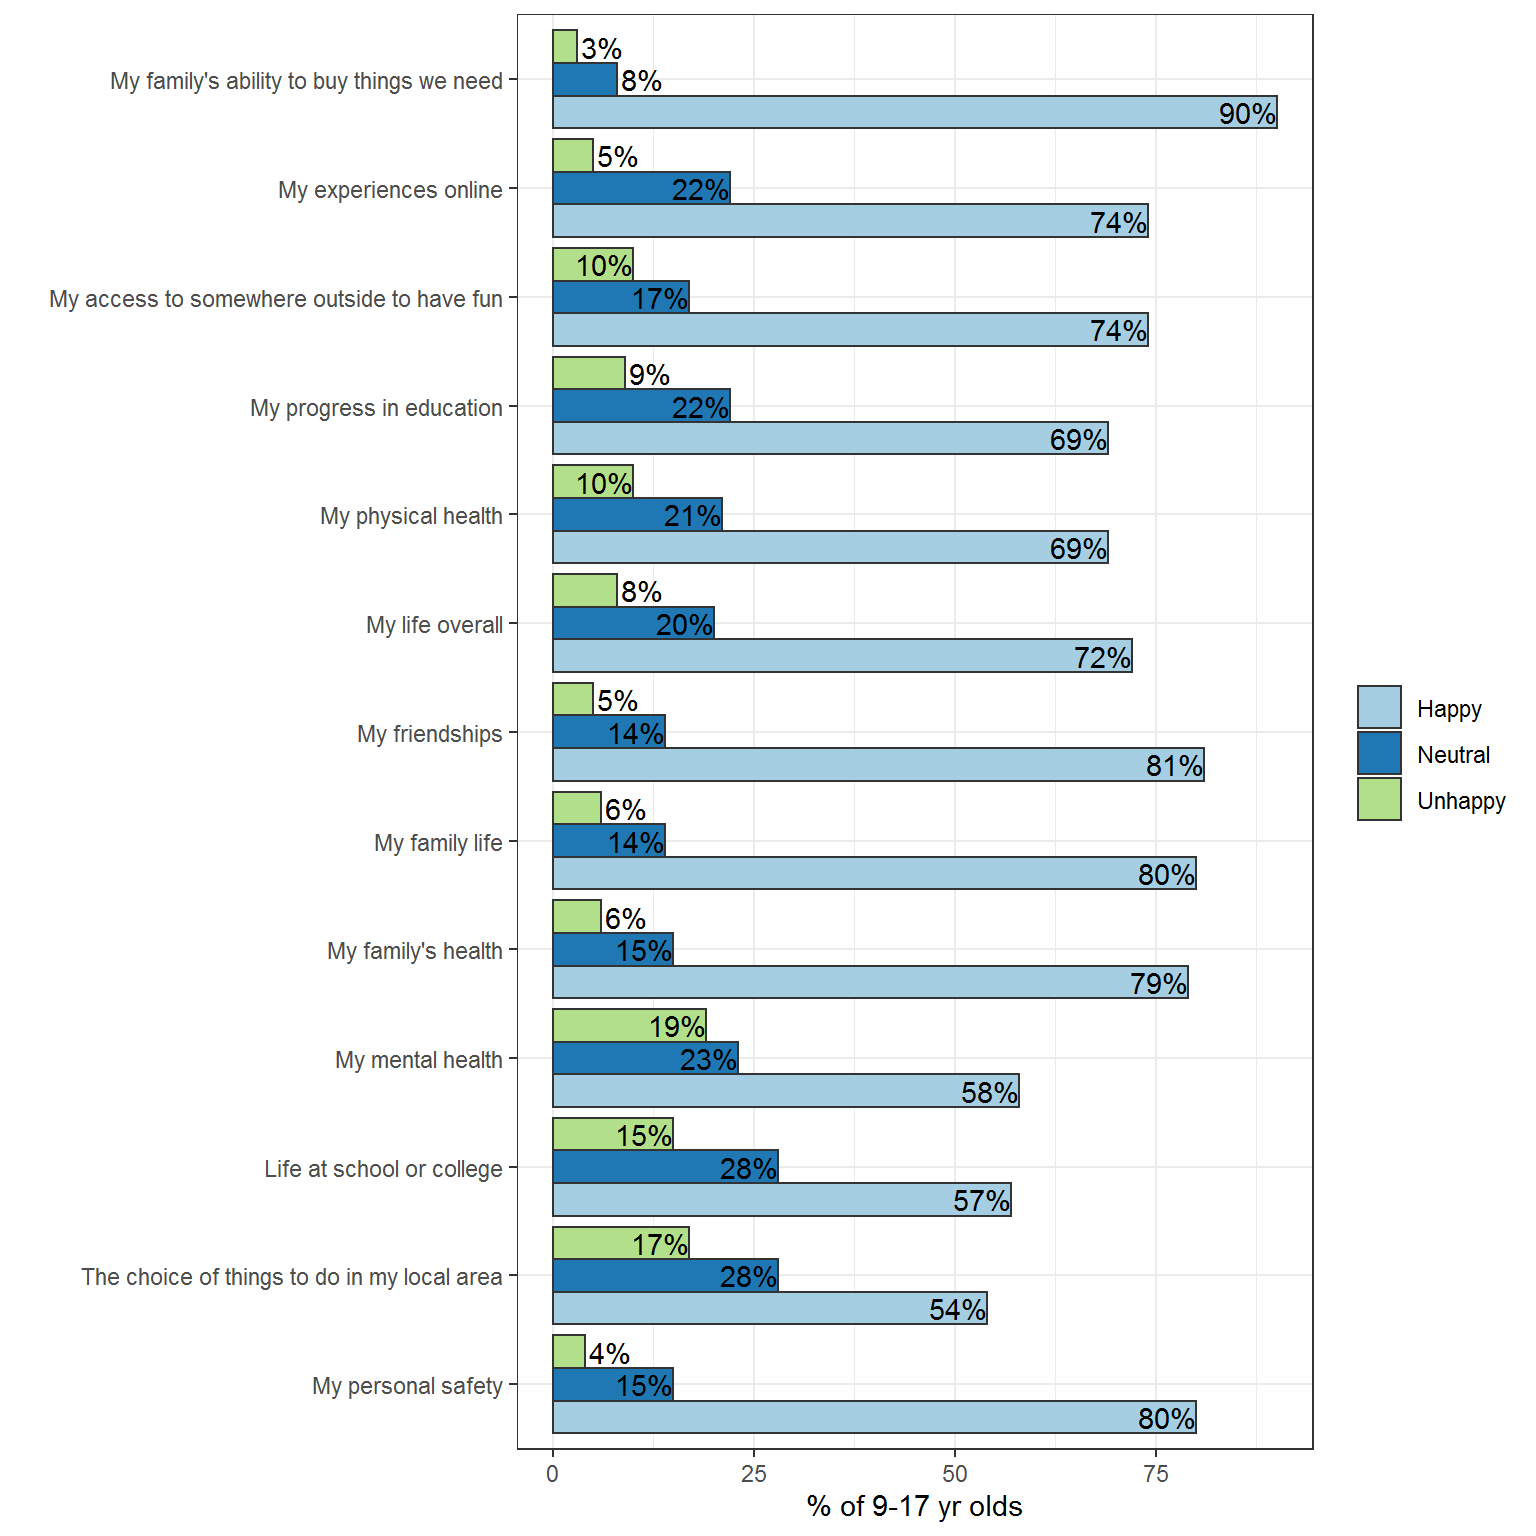 My family's ability to buy things we need
3%
8%
90%
My experiences online
5%
22%
74%
My access to somewhere outside to have fun
10%
17%
74%
My progress in education
9%
22%
69%
My physical health
10%
21%
69%
My life overall
8%
20%
72%
My friendships
5%
14%
81%
My family life
6%
14%
80%
My family's health
6%
15%
79%
My mental health
19%
23%
58%
Life at school or college
15%
28%
57%
The choice of things to do in my local area
17%
28%
54%
My personal safety
4%
15%
80%
0 25 50 75
% of 9-17 yr olds
Happy
Neutral
Unhappy